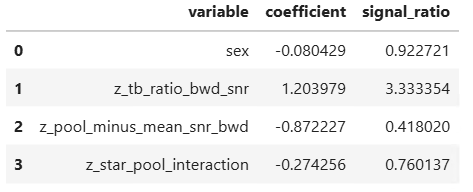 variable coefficient signal_ratio
0 sex -0.080429 0.922721
1 z_tb_ratio_bwd_snr 1.203979 3.333354
2 z_pool_minus_mean_snr_bwd -0.872227 0.418020
3 z_star_pool_interaction -0.274256 0.760137